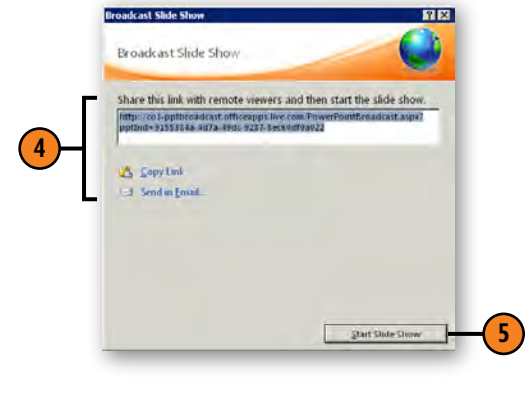 Broadcast Slide Show
Broadcast Slide Show
Share this link with remote viewers and then start the slide show.
http://co1-pptbroadcast.officeapps.live.com/PowerPointBroadcast.aspx?
4
Copy Link
Send in Email...
Start Slide Show
5